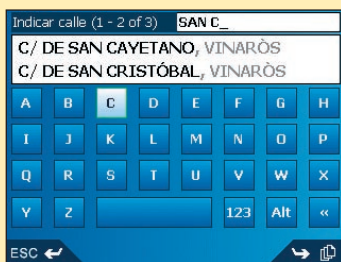 Indicar calle (1 - 2 of 3) SAN C_
C/ DE SAN CAYETANO, VINARÒS
C/ DE SAN CRISTÓBAL, VINARÒS
A B C D E F G H
I J K L M N O P
Q R S T U V W X
Y Z 123 Alt «
ESC